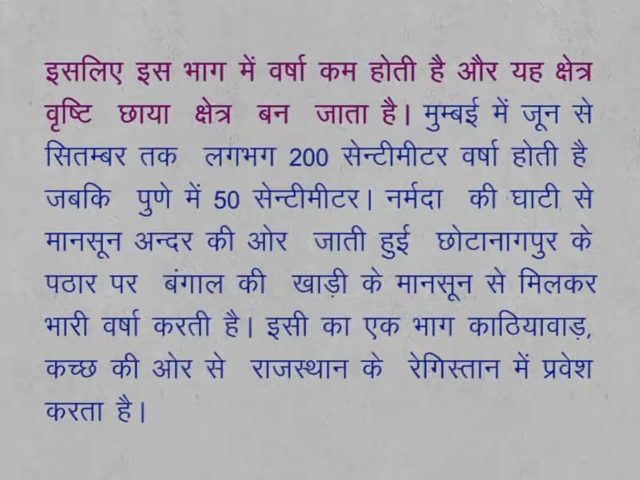 इसलिए इस भाग में वर्षा कम होती है और यह क्षेत्र
वृष्टि छाया क्षेत्र बन जाता है। मुम्बई में जून से
सितम्बर तक लगभग 200 सेन्टीमीटर वर्षा होती है
जबकि पुणे में 50 सेन्टीमीटर। नर्मदा की घाटी से
मानसून अन्दर की ओर जाती हुई छोटानागपुर के
पठार पर बंगाल की खाड़ी के मानसून से मिलकर
भारी वर्षा करती है। इसी का एक भाग काठियावाड़,
कच्छ की ओर से राजस्थान के रेगिस्तान में प्रवेश
करता है।